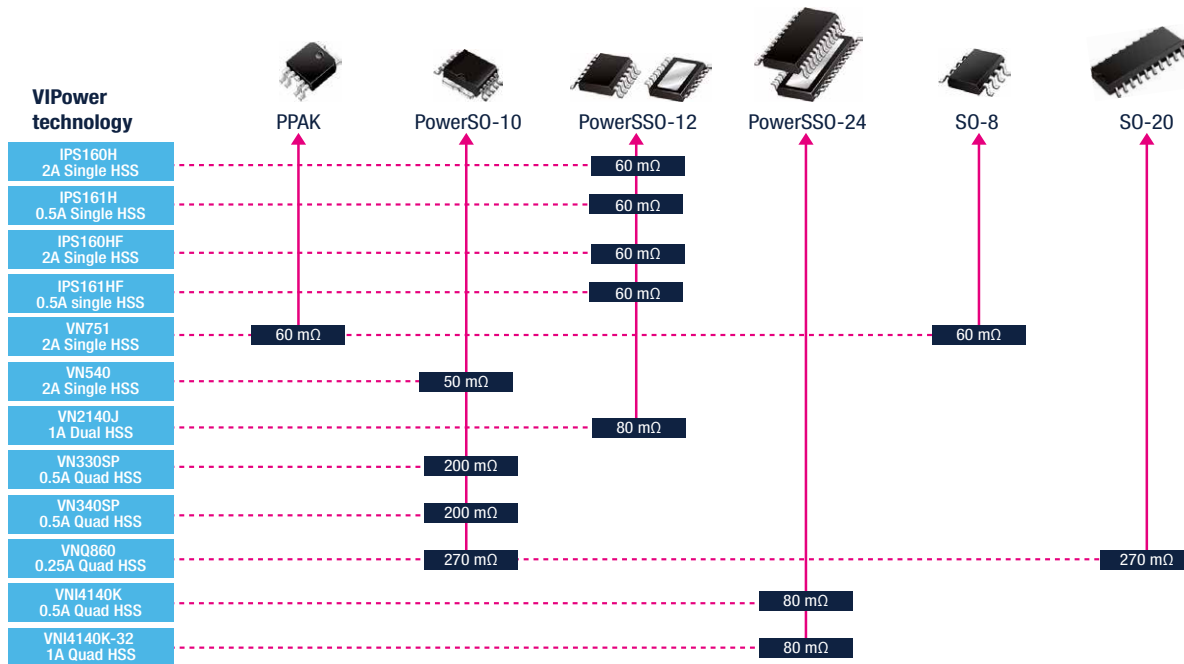 VIPower
technology
PPAK
PowerSO-10
PowerSSO-12
PowerSSO-24
SO-8
SO-20
IPS160H
2A Single HSS
60 mΩ
IPS161H
0.5A Single HSS
60 mΩ
IPS160HF
2A Single HSS
60 mΩ
IPS161HF
0.5A single HSS
60 mΩ
VN751
2A Single HSS
60 mΩ
60 mΩ
VN540
2A Single HSS
50 mΩ
VN2140J
1A Dual HSS
80 mΩ
VN330SP
0.5A Quad HSS
200 mΩ
VN340SP
0.5A Quad HSS
200 mΩ
VNQ860
0.25A Quad HSS
270 mΩ
270 mΩ
VNI4140K
0.5A Quad HSS
80 mΩ
VNI4140K-32
1A Quad HSS
80 mΩ